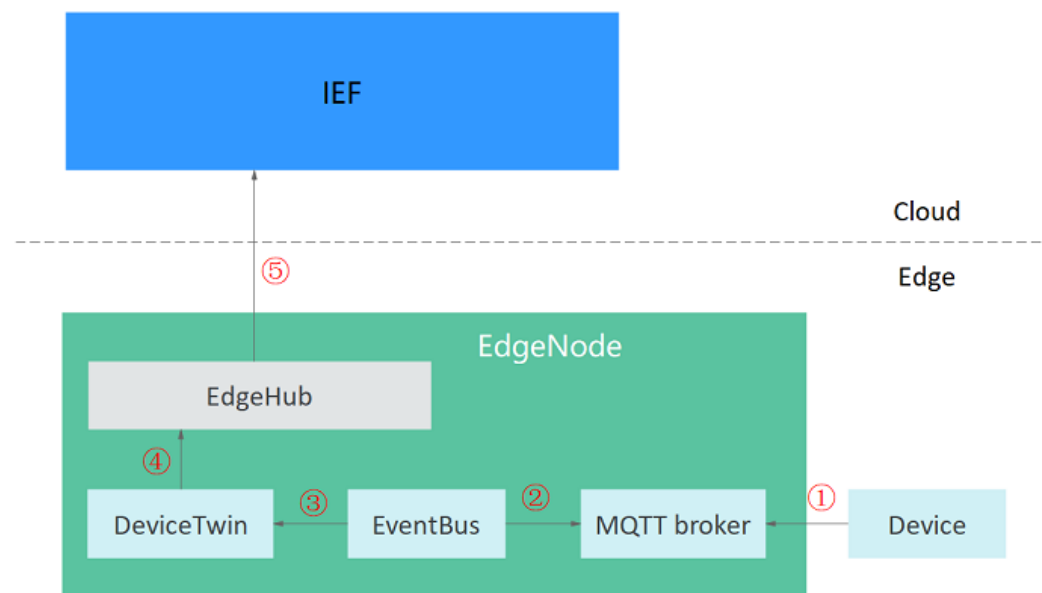 IEF
Cloud
⑤
Edge
EdgeNode
EdgeHub
④
③
②
①
DeviceTwin
EventBus
MQTT broker
Device